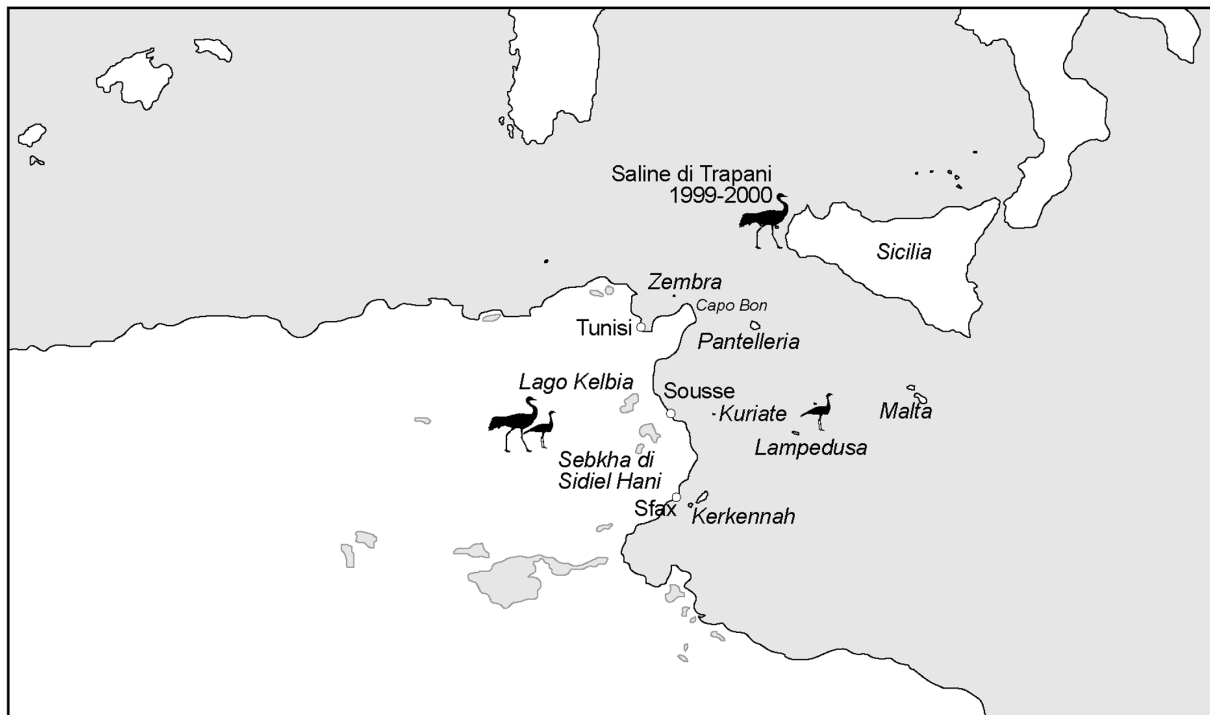 Saline di Trapani
1999-2000
Sicilia
Zembra
Capo Bon
Tunisi
Pantelleria
Lago Kelbia
Sousse
Kuriate
Malta
Lampedusa
Sebkha di
Sidiel Hani
Sfax
Kerkennah